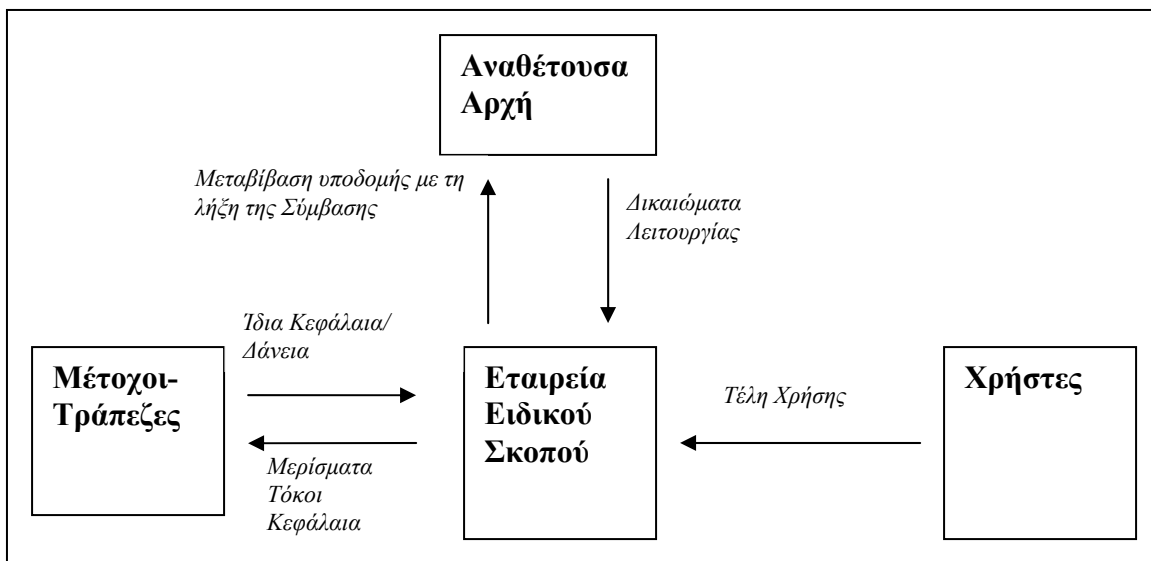 Αναθέτουσα
Αρχή
Μεταβίβαση υποδομής με τη
λήξη της Σύμβασης
Δικαιώματα
Λειτουργίας
Ίδια Κεφάλαια/
Δάνεια
Μέτοχοι-
Τράπεζες
Εταιρεία
Ειδικού
Σκοπού
Τέλη Χρήσης
Χρήστες
Μερίσματα
Τόκοι
Κεφάλαια